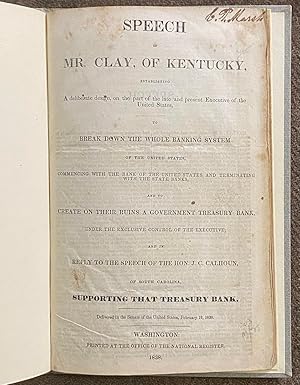 C. P. Marsh
SPEECH
OF
MR. CLAY, OF KENTUCKY,
ESTABLISHING
A deliberate design, on the part of the late and present Executive of the
United States,
TO
BREAK DOWN THE WHOLE BANKING SYSTEM
OF THE UNITED STATES,
COMMENCING WITH THE BANK OF THE UNITED STATES, AND TERMINATING
WITH THE STATE BANKS,
AND TO
CREATE ON THEIR RUINS A GOVERNMENT TREASURY BANK,
UNDER THE EXCLUSIVE CONTROL OF THE EXECUTIVE;
AND IN
REPLY TO THE SPEECH OF THE HON. J. C. CALHOUN,
OF SOUTH CAROLINA,
SUPPORTING THAT TREASURY BANK,
Delivered in the Senate of the United States, February 19, 1838.
WASHINGTON:
PRINTED AT THE OFFICE OF THE NATIONAL REGISTER.
1838.